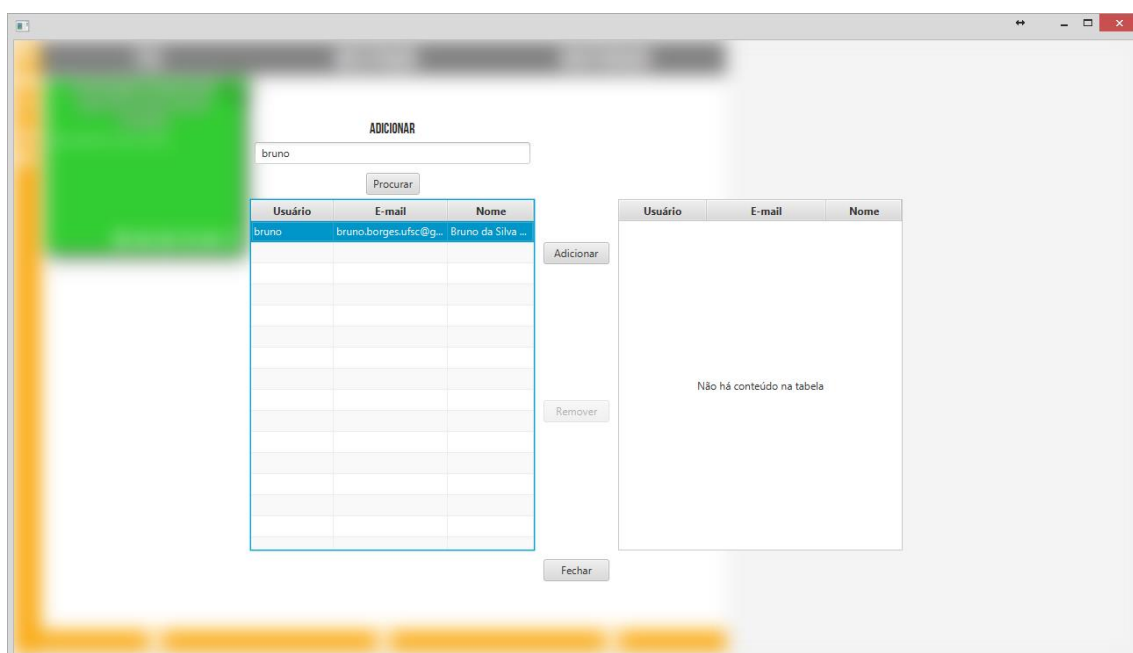 ADICIONAR
bruno
Procurar
Usuário E-mail Nome
bruno bruno.borges.ufsc@g... Bruno da Silva ...
Usuário E-mail Nome
Adicionar
Não há conteúdo na tabela
Remover
Fechar